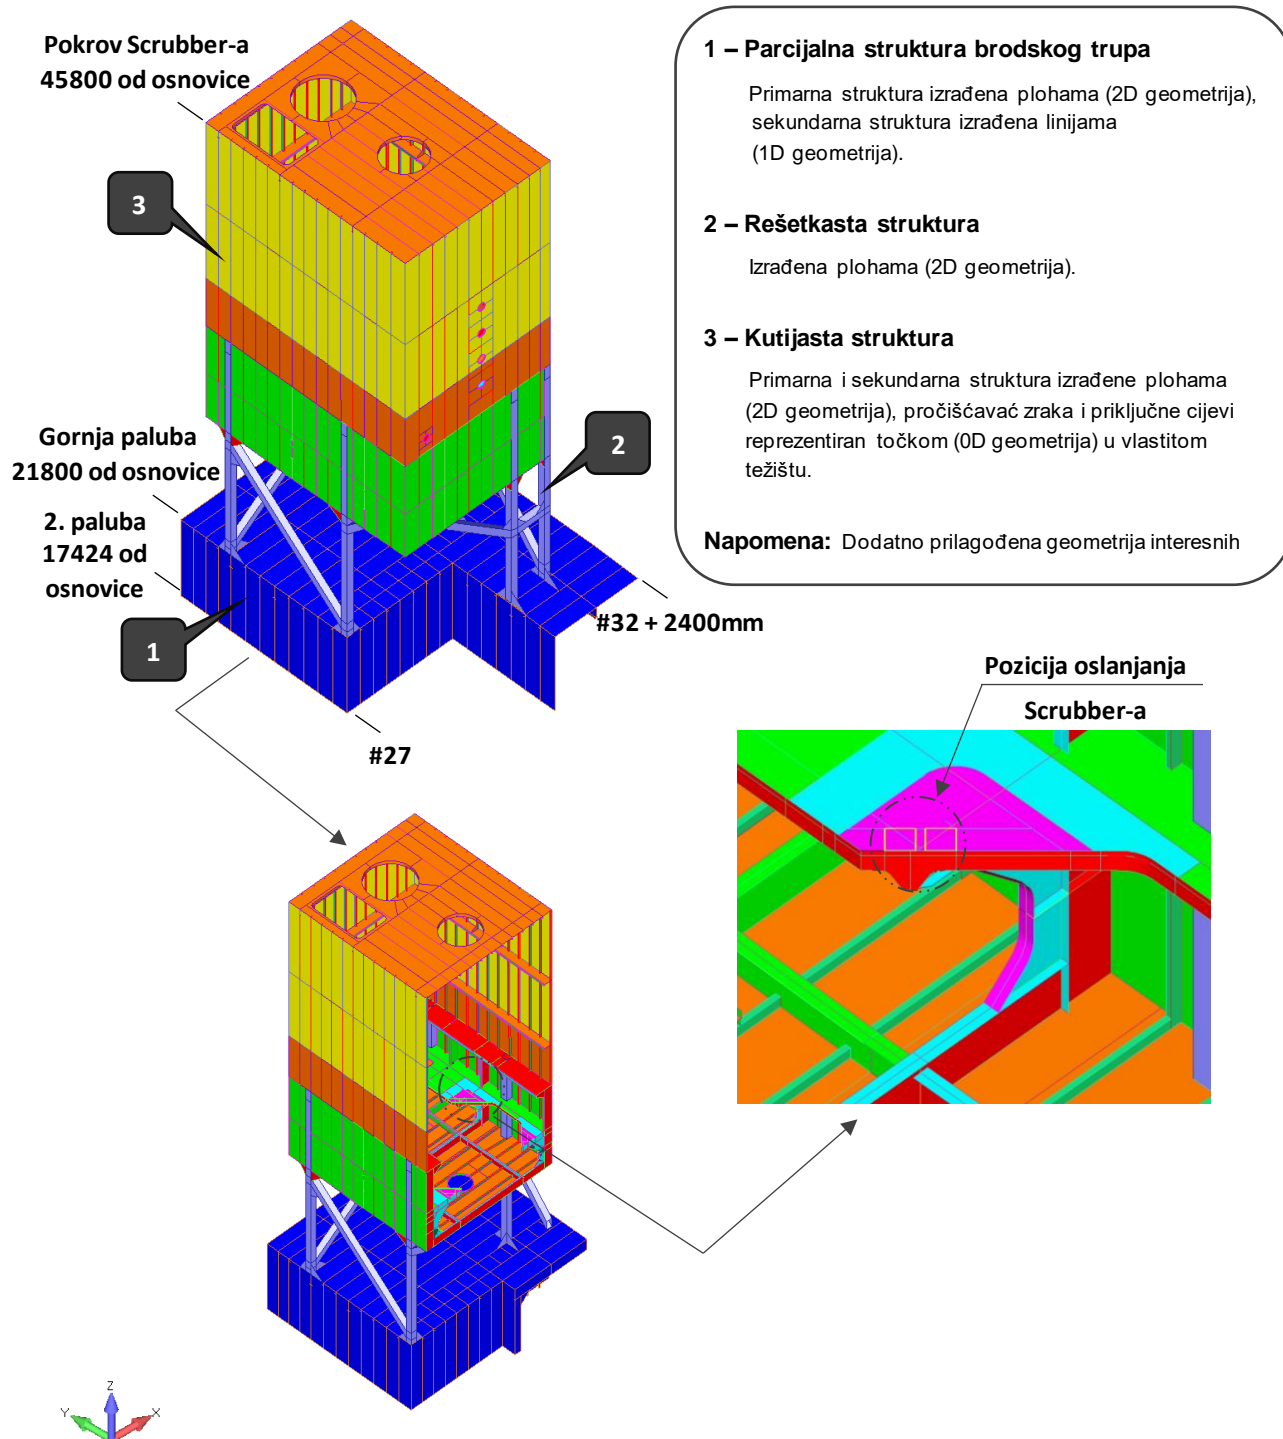 Pokrov Scrubber-a
45800 od osnovice
3
Gornja paluba
21800 od osnovice
2. paluba
17424 od
osnovice
2
1
#32 + 2400mm
#27
1 – Parcijalna struktura brodskog trupa
Primarna struktura izrađena plohama (2D geometrija),
sekundarna struktura izrađena linijama
(1D geometrija).
2 – Rešetkasta struktura
Izrađena plohama (2D geometrija).
3 – Kutijasta struktura
Primarna i sekundarna struktura izrađene plohama
(2D geometrija), pročišćavać zraka i priključne cijevi
reprezentiran točkom (0D geometrija) u vlastitom
težištu.
Napomena: Dodatno prilagođena geometrija interesnih
Pozicija oslanjanja
Scrubber-a
Z
Y
X